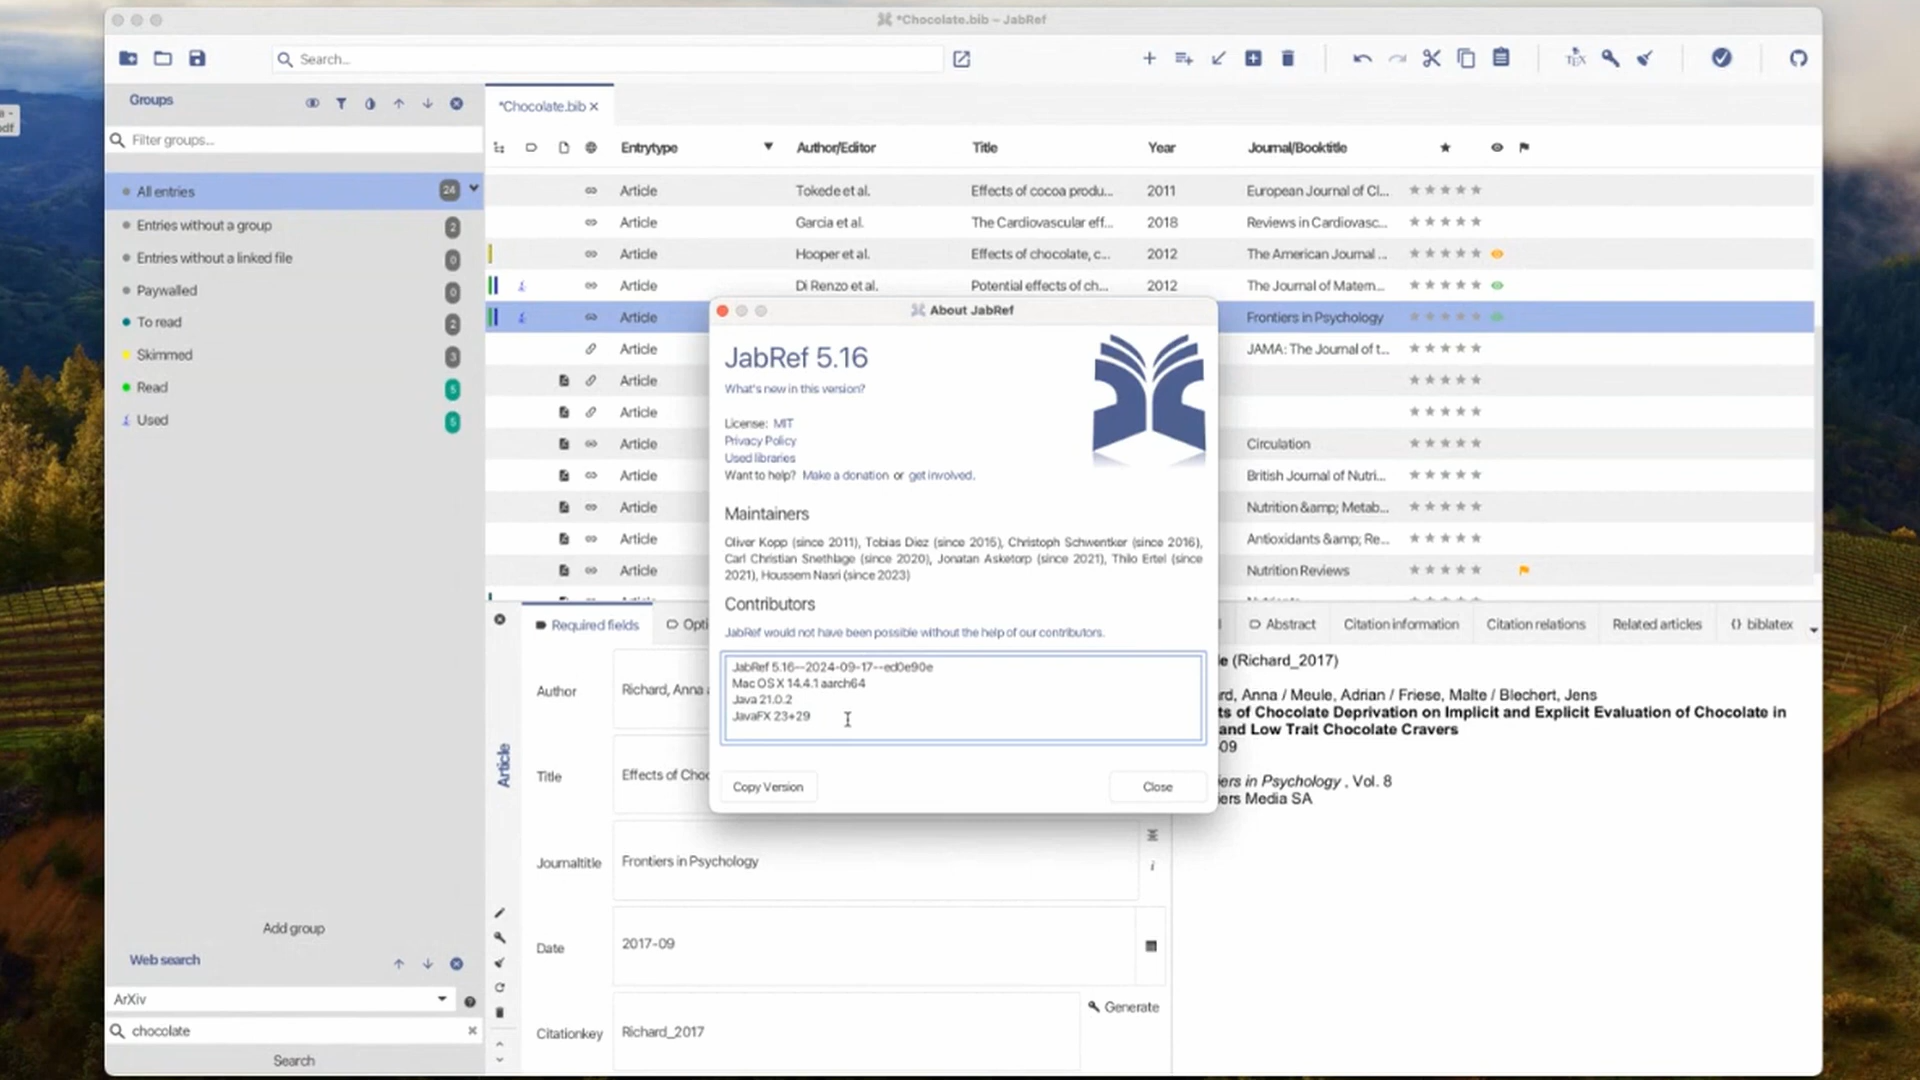 *Chocolate.bib – JabRef
Search...
Groups
Filter groups...
All entries 24
Entries without a group 2
Entries without a linked file 0
Paywalled 0
To read 2
Skimmed 3
Read 5
Used 5
Add group
Web search
ArXiv
chocolate
Search
*Chocolate.bib
Entrytype Author/Editor Title Year Journal/Booktitle
Article Tokede et al. Effects of cocoa produ... 2011 European Journal of Cl...
Article Garcia et al. The Cardiovascular eff... 2018 Reviews in Cardiovasc...
Article Hooper et al. Effects of chocolate, c... 2012 The American Journal ...
Article Di Renzo et al. Potential effects of ch... 2012 The Journal of Matern...
Article Frontiers in Psychology
Article JAMA: The Journal of t...
Article
Article
Article Circulation
Article British Journal of Nutri...
Article Nutrition &amp; Metab...
Article Antioxidants &amp; Re...
Article Nutrition Reviews
About JabRef
JabRef 5.16
What's new in this version?
License: MIT
Privacy Policy
Used libraries
Want to help? Make a donation or get involved.
Maintainers
Oliver Kopp (since 2011), Tobias Diez (since 2015), Christoph Schwentker (since 2016),
Carl Christian Snethlage (since 2020), Jonatan Asketorp (since 2021), Thilo Ertel (since
2021), Houssem Nasri (since 2023)
Contributors
JabRef would not have been possible without the help of our contributors.
JabRef 5.16--2024-09-17--ed0e90e
Mac OS X 14.4.1 aarch64
Java 21.0.2
JavaFX 23+29
Copy Version Close
Required fields Opti Abstract Citation information Citation relations Related articles {} biblatex
Article
Author Richard, Anna a
Title Effects of Choc
Journaltitle Frontiers in Psychology
Date 2017-09
Citationkey Richard_2017
Generate
e (Richard_2017)
rd, Anna / Meule, Adrian / Friese, Malte / Blechert, Jens
ts of Chocolate Deprivation on Implicit and Explicit Evaluation of Chocolate in
and Low Trait Chocolate Cravers
-09
iers in Psychology , Vol. 8
iers Media SA